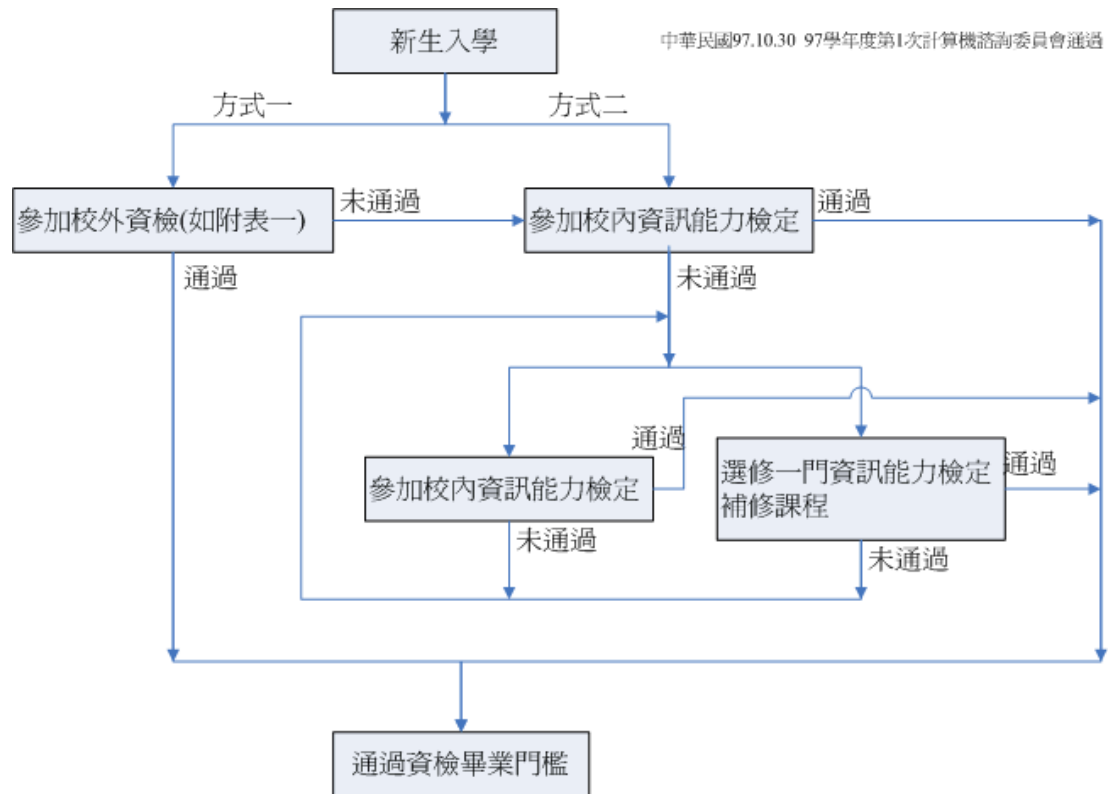 新生入學
中華民國97.10.30 97學年度第1次計算機諮詢委員會通過
方式一
方式二
參加校外資檢(如附表一)
未通過
參加校內資訊能力檢定
通過
通過
未通過
參加校內資訊能力檢定
通過
選修一門資訊能力檢定
補修課程
通過
未通過
未通過
通過資檢畢業門檻